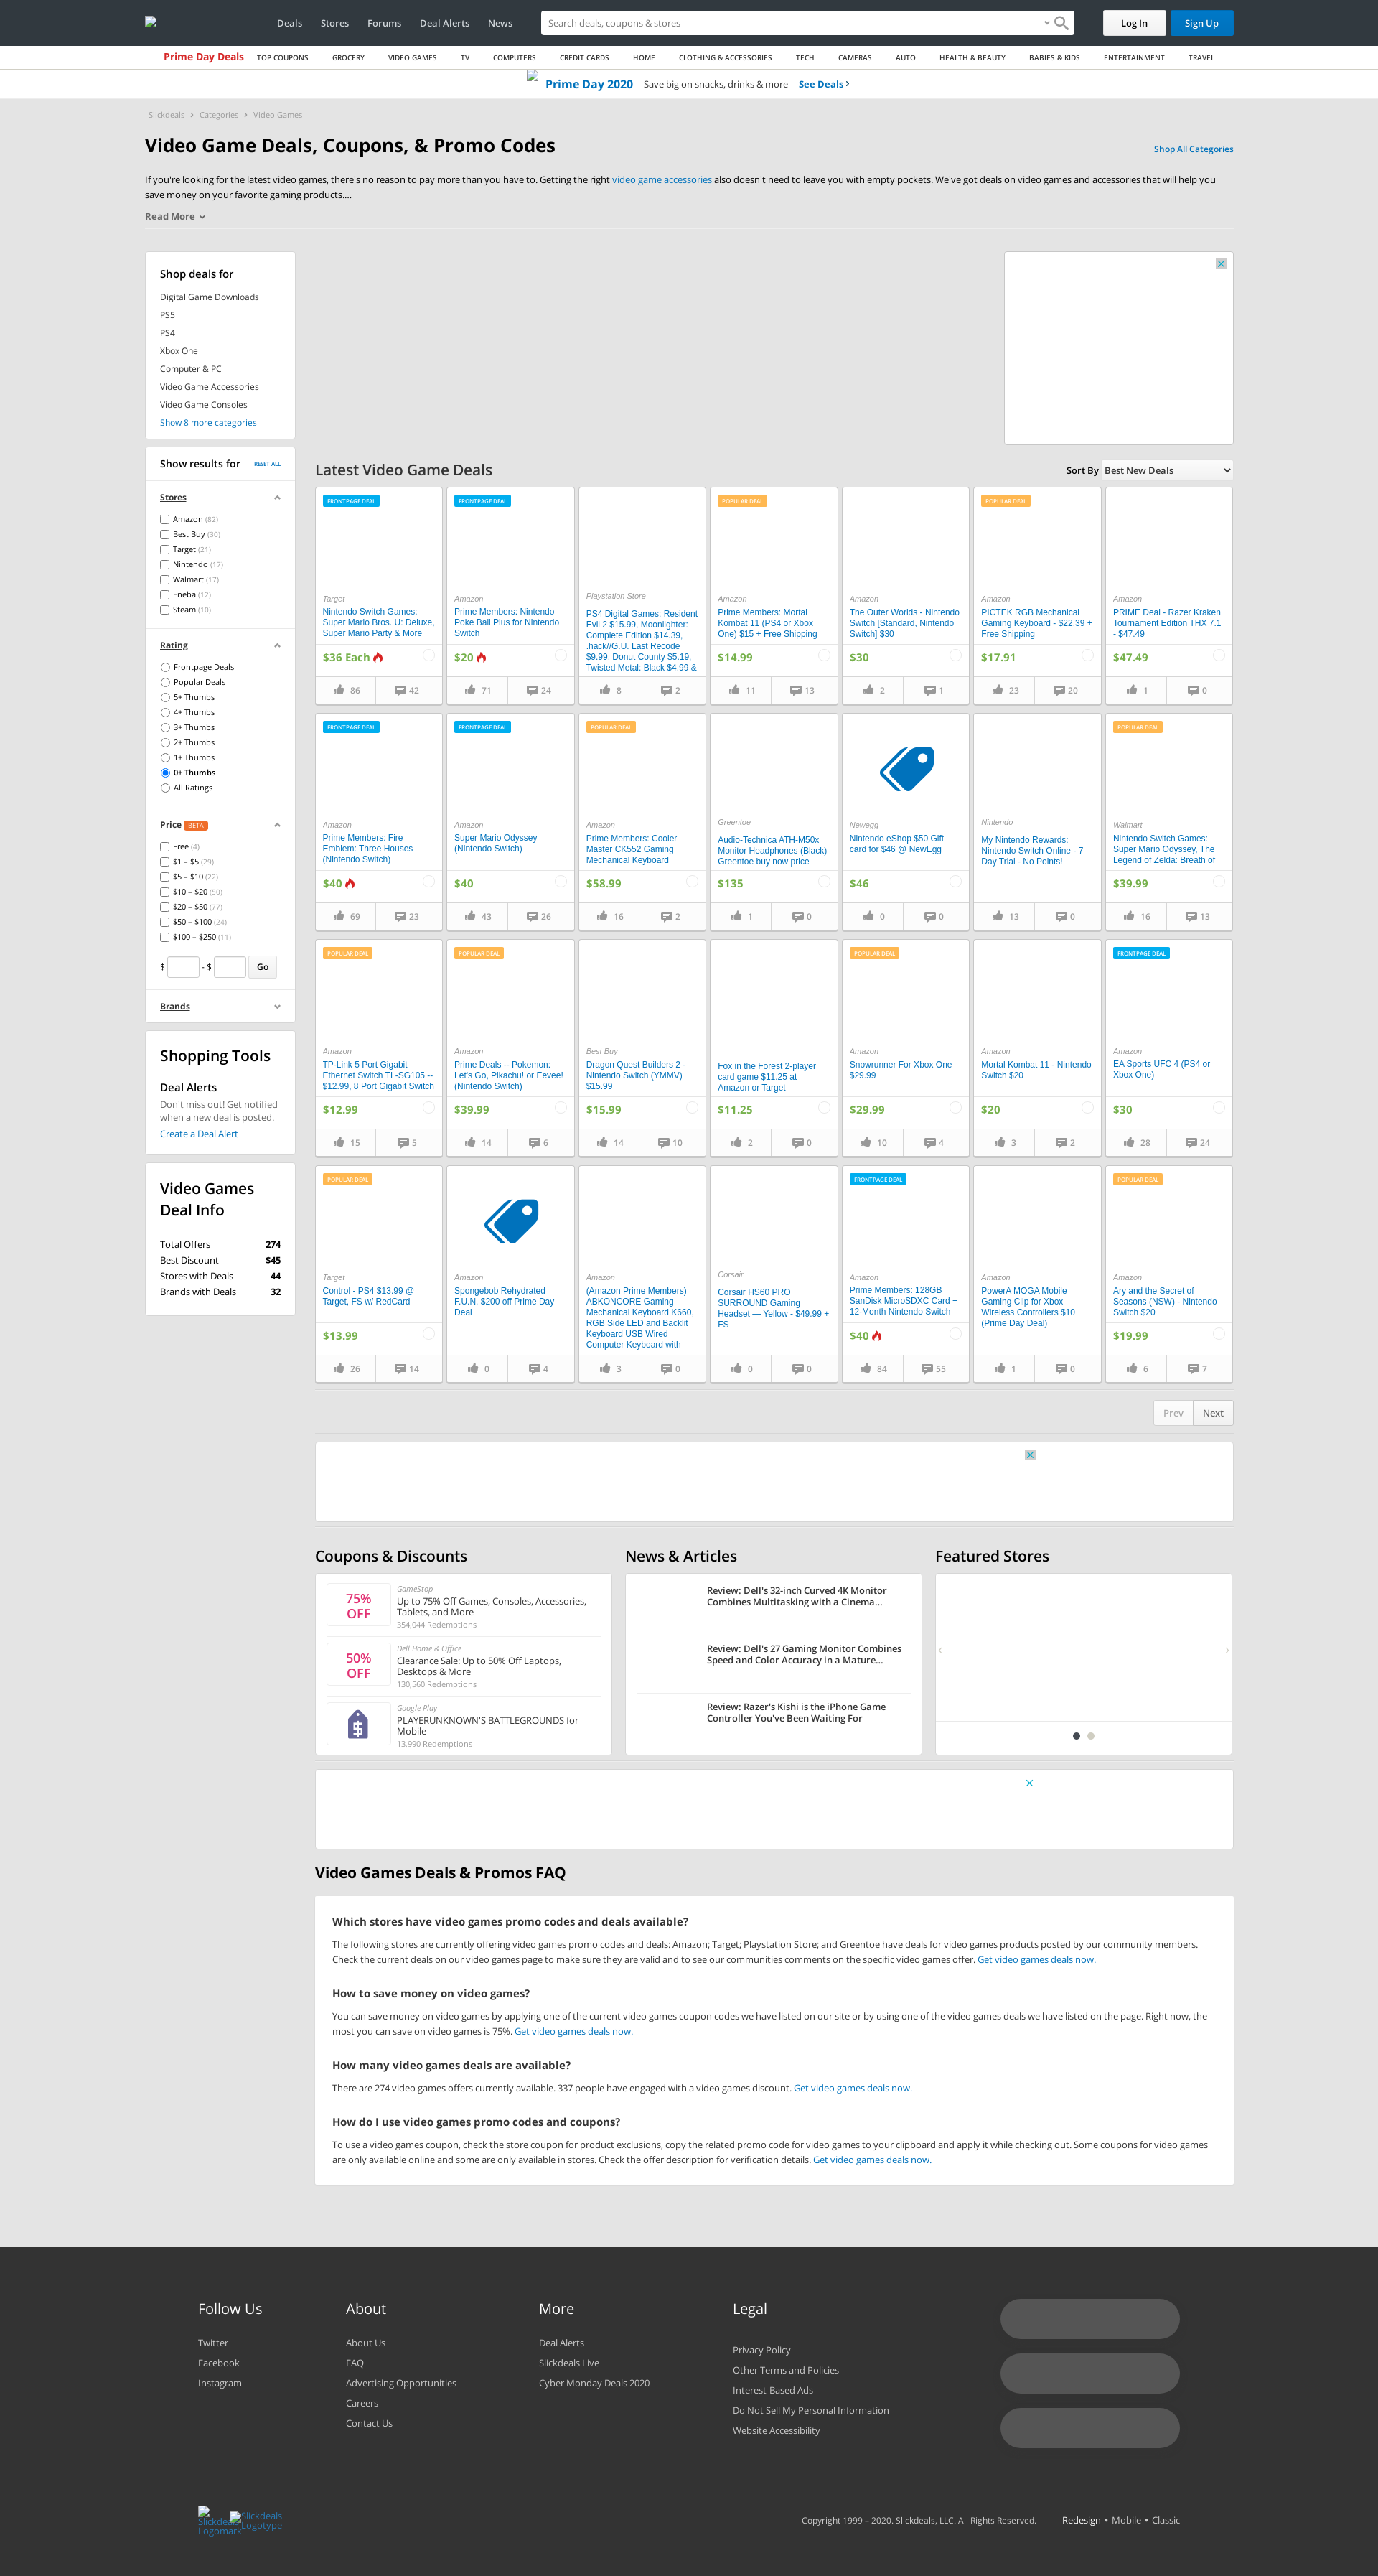 Deals Stores Forums Deal Alerts News
Search deals, coupons & stores
Log In
Sign Up
Prime Day Deals TOP COUPONS GROCERY VIDEO GAMES TV COMPUTERS CREDIT CARDS HOME CLOTHING & ACCESSORIES TECH CAMERAS AUTO HEALTH & BEAUTY BABIES & KIDS ENTERTAINMENT TRAVEL
Prime Day 2020 Save big on snacks, drinks & more See Deals
Slickdeals Categories Video Games
Video Game Deals, Coupons, & Promo Codes
Shop All Categories
If you're looking for the latest video games, there's no reason to pay more than you have to. Getting the right video game accessories also doesn't need to leave you with empty pockets. We've got deals on video games and accessories that will help you
save money on your favorite gaming products....
Read More
Shop deals for
Digital Game Downloads
PS5
PS4
Xbox One
Computer & PC
Video Game Accessories
Video Game Consoles
Show 8 more categories
Show results for RESET ALL
Stores
Amazon (82)
Best Buy (30)
Target (21)
Nintendo (17)
Walmart (17)
Eneba (12)
Steam (10)
Rating
Frontpage Deals
Popular Deals
5+ Thumbs
4+ Thumbs
3+ Thumbs
2+ Thumbs
1+ Thumbs
0+ Thumbs
All Ratings
Price BETA
Free (4)
$1 – $5 (29)
$5 – $10 (22)
$10 – $20 (50)
$20 – $50 (77)
$50 – $100 (24)
$100 – $250 (11)
$ - $ Go
Brands
Shopping Tools
Deal Alerts
Don't miss out! Get notified
when a new deal is posted.
Create a Deal Alert
Video Games
Deal Info
Total Offers 274
Best Discount $45
Stores with Deals 44
Brands with Deals 32
Latest Video Game Deals
Sort By Best New Deals
FRONTPAGE DEAL
Target
Nintendo Switch Games:
Super Mario Bros. U: Deluxe,
Super Mario Party & More
$36 Each
86 42
FRONTPAGE DEAL
Amazon
Prime Members: Nintendo
Poke Ball Plus for Nintendo
Switch
$20
71 24
Playstation Store
PS4 Digital Games: Resident
Evil 2 $15.99, Moonlighter:
Complete Edition $14.39,
.hack//G.U. Last Recode
$9.99, Donut County $5.19,
Twisted Metal: Black $4.99 &
8 2
POPULAR DEAL
Amazon
Prime Members: Mortal
Kombat 11 (PS4 or Xbox
One) $15 + Free Shipping
$14.99
11 13
Amazon
The Outer Worlds - Nintendo
Switch [Standard, Nintendo
Switch] $30
$30
2 1
POPULAR DEAL
Amazon
PICTEK RGB Mechanical
Gaming Keyboard - $22.39 +
Free Shipping
$17.91
23 20
Amazon
PRIME Deal - Razer Kraken
Tournament Edition THX 7.1
- $47.49
$47.49
1 0
FRONTPAGE DEAL
Amazon
Prime Members: Fire
Emblem: Three Houses
(Nintendo Switch)
$40
69 23
FRONTPAGE DEAL
Amazon
Super Mario Odyssey
(Nintendo Switch)
$40
43 26
POPULAR DEAL
Amazon
Prime Members: Cooler
Master CK552 Gaming
Mechanical Keyboard
$58.99
16 2
Greentoe
Audio-Technica ATH-M50x
Monitor Headphones (Black)
Greentoe buy now price
$135
1 0
Newegg
Nintendo eShop $50 Gift
card for $46 @ NewEgg
$46
0 0
Nintendo
My Nintendo Rewards:
Nintendo Switch Online - 7
Day Trial - No Points!
13 0
POPULAR DEAL
Walmart
Nintendo Switch Games:
Super Mario Odyssey, The
Legend of Zelda: Breath of
$39.99
16 13
POPULAR DEAL
Amazon
TP-Link 5 Port Gigabit
Ethernet Switch TL-SG105 --
$12.99, 8 Port Gigabit Switch
$12.99
15 5
POPULAR DEAL
Amazon
Prime Deals -- Pokemon:
Let's Go, Pikachu! or Eevee!
(Nintendo Switch)
$39.99
14 6
Best Buy
Dragon Quest Builders 2 -
Nintendo Switch (YMMV)
$15.99
$15.99
14 10
Fox in the Forest 2-player
card game $11.25 at
Amazon or Target
$11.25
2 0
POPULAR DEAL
Amazon
Snowrunner For Xbox One
$29.99
$29.99
10 4
Amazon
Mortal Kombat 11 - Nintendo
Switch $20
$20
3 2
FRONTPAGE DEAL
Amazon
EA Sports UFC 4 (PS4 or
Xbox One)
$30
28 24
POPULAR DEAL
Target
Control - PS4 $13.99 @
Target, FS w/ RedCard
$13.99
26 14
Amazon
Spongebob Rehydrated
F.U.N. $200 off Prime Day
Deal
0 4
Amazon
(Amazon Prime Members)
ABKONCORE Gaming
Mechanical Keyboard K660,
RGB Side LED and Backlit
Keyboard USB Wired
Computer Keyboard with
3 0
Corsair
Corsair HS60 PRO
SURROUND Gaming
Headset — Yellow - $49.99 +
FS
0 0
FRONTPAGE DEAL
Amazon
Prime Members: 128GB
SanDisk MicroSDXC Card +
12-Month Nintendo Switch
$40
84 55
Amazon
PowerA MOGA Mobile
Gaming Clip for Xbox
Wireless Controllers $10
(Prime Day Deal)
1 0
POPULAR DEAL
Amazon
Ary and the Secret of
Seasons (NSW) - Nintendo
Switch $20
$19.99
6 7
Prev Next
Coupons & Discounts
75%
OFF
GameStop
Up to 75% Off Games, Consoles, Accessories,
Tablets, and More
354,044 Redemptions
50%
OFF
Dell Home & Office
Clearance Sale: Up to 50% Off Laptops,
Desktops & More
130,560 Redemptions
Google Play
PLAYERUNKNOWN'S BATTLEGROUNDS for
Mobile
13,990 Redemptions
News & Articles
Review: Dell's 32-inch Curved 4K Monitor
Combines Multitasking with a Cinema...
Review: Dell's 27 Gaming Monitor Combines
Speed and Color Accuracy in a Mature...
Review: Razer's Kishi is the iPhone Game
Controller You've Been Waiting For
Featured Stores
Video Games Deals & Promos FAQ
Which stores have video games promo codes and deals available?
The following stores are currently offering video games promo codes and deals: Amazon; Target; Playstation Store; and Greentoe have deals for video games products posted by our community members.
Check the current deals on our video games page to make sure they are valid and to see our communities comments on the specific video games offer. Get video games deals now.
How to save money on video games?
You can save money on video games by applying one of the current video games coupon codes we have listed on our site or by using one of the video games deals we have listed on the page. Right now, the
most you can save on video games is 75%. Get video games deals now.
How many video games deals are available?
There are 274 video games offers currently available. 337 people have engaged with a video games discount. Get video games deals now.
How do I use video games promo codes and coupons?
To use a video games coupon, check the store coupon for product exclusions, copy the related promo code for video games to your clipboard and apply it while checking out. Some coupons for video games
are only available online and some are only available in stores. Check the offer description for verification details. Get video games deals now.
Follow Us
Twitter
Facebook
Instagram
About
About Us
FAQ
Advertising Opportunities
Careers
Contact Us
More
Deal Alerts
Slickdeals Live
Cyber Monday Deals 2020
Legal
Privacy Policy
Other Terms and Policies
Interest-Based Ads
Do Not Sell My Personal Information
Website Accessibility
Slickdeals
Logomark
Slickdeals
Logotype
Copyright 1999 – 2020. Slickdeals, LLC. All Rights Reserved.
Redesign • Mobile • Classic